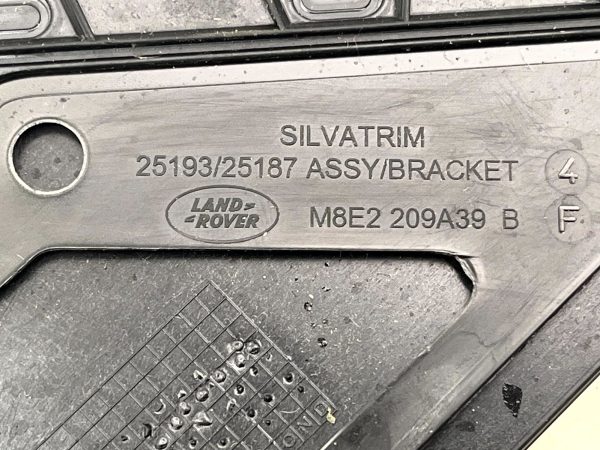 SILVATRIM
25193/25187 ASSY/BRACKET 4
LAND
ROVER
M8E2 209A39 B F